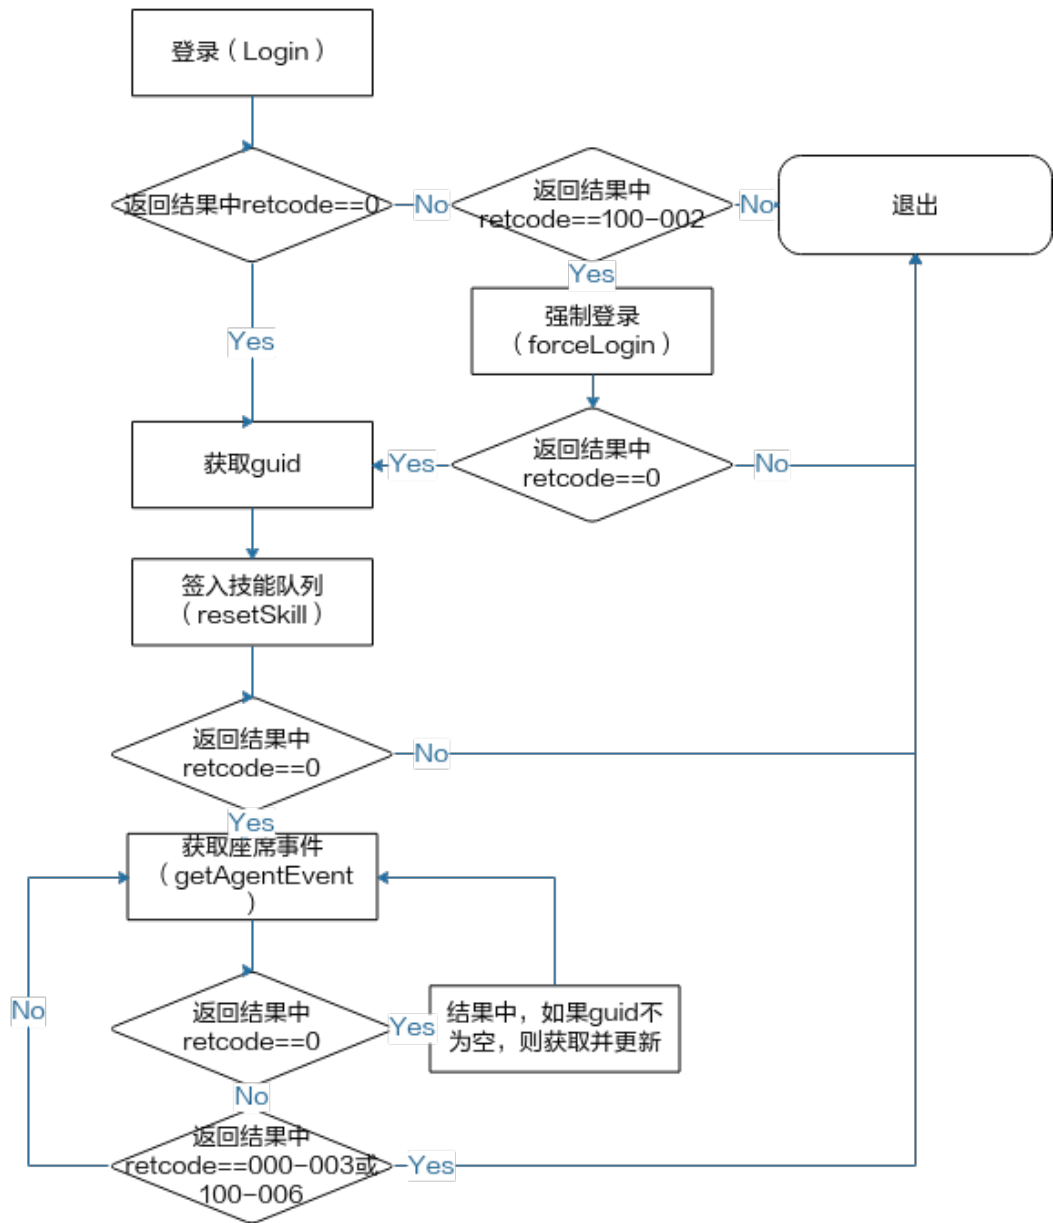 登录（Login）
返回结果中retcode==0
No
返回结果中
retcode==100-002
No
退出
Yes
强制登录
（forceLogin）
Yes
获取guid
Yes
返回结果中
retcode==0
No
签入技能队列
（resetSkill）
返回结果中
retcode==0
No
Yes
获取座席事件
（getAgentEvent
）
No
返回结果中
retcode==0
Yes
结果中，如果guid不
为空，则获取并更新
No
返回结果中
retcode==000-003或
100-006
Yes